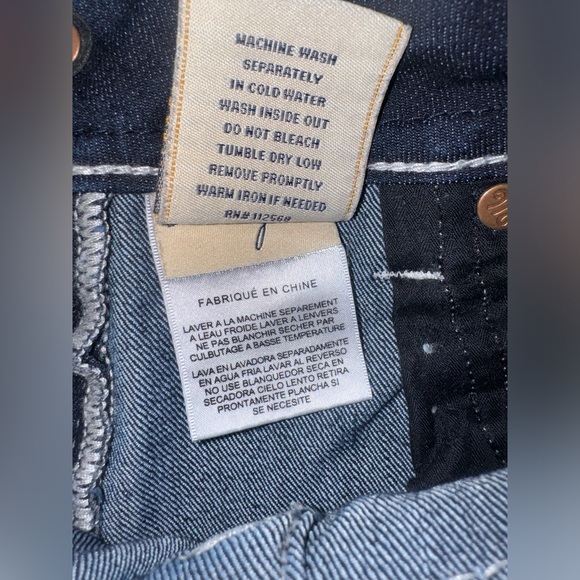 MACHINE WASH
SEPARATELY
IN COLD WATER
WASH INSIDE OUT
DO NOT BLEACH
TUMBLE DRY LOW
REMOVE PROMPTLY
WARM IRON IF NEEDED
RN# 112568
FABRIQUÉ EN CHINE
LAVER A LA MACHINE SEPAREMENT
A LEAU FROIDE LAVER A LENVERS
NE PAS BLANCHIR SECHER PAR
CULBUTAGE A BASSE TEMPERATURE
LAVA EN LAVADORA SEPARADAMENTE
EN AGUA FRIA LAVAR AL REVERSO
NO USE BLANQUEDOR SECA EN
SECADORA CIELO LENTO RETIRA
PRONTAMENTE PLANCHA SI
SE NECESITE